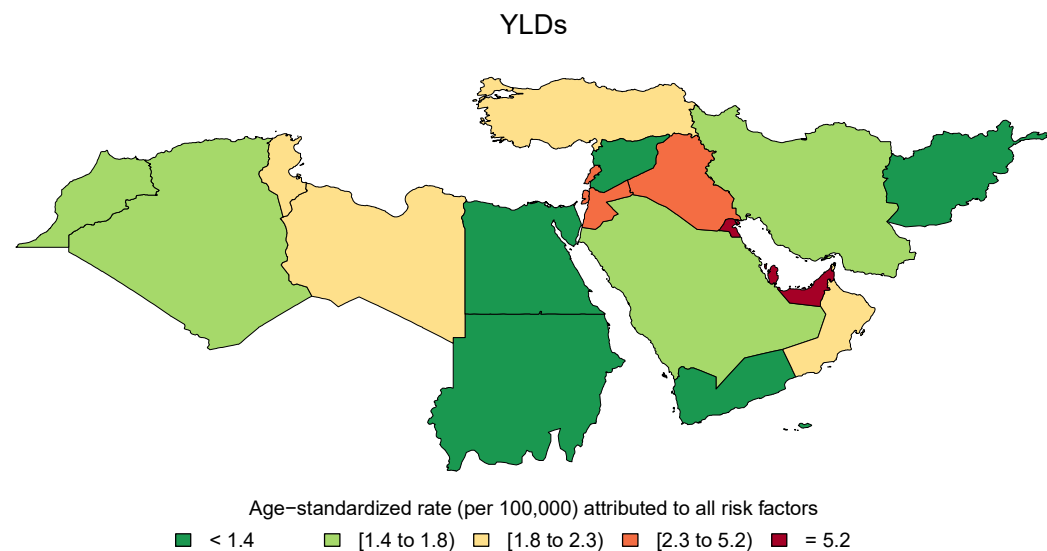 YLDs
Age−standardized rate (per 100,000) attributed to all risk factors
< 1.4 [1.4 to 1.8) [1.8 to 2.3) [2.3 to 5.2) = 5.2